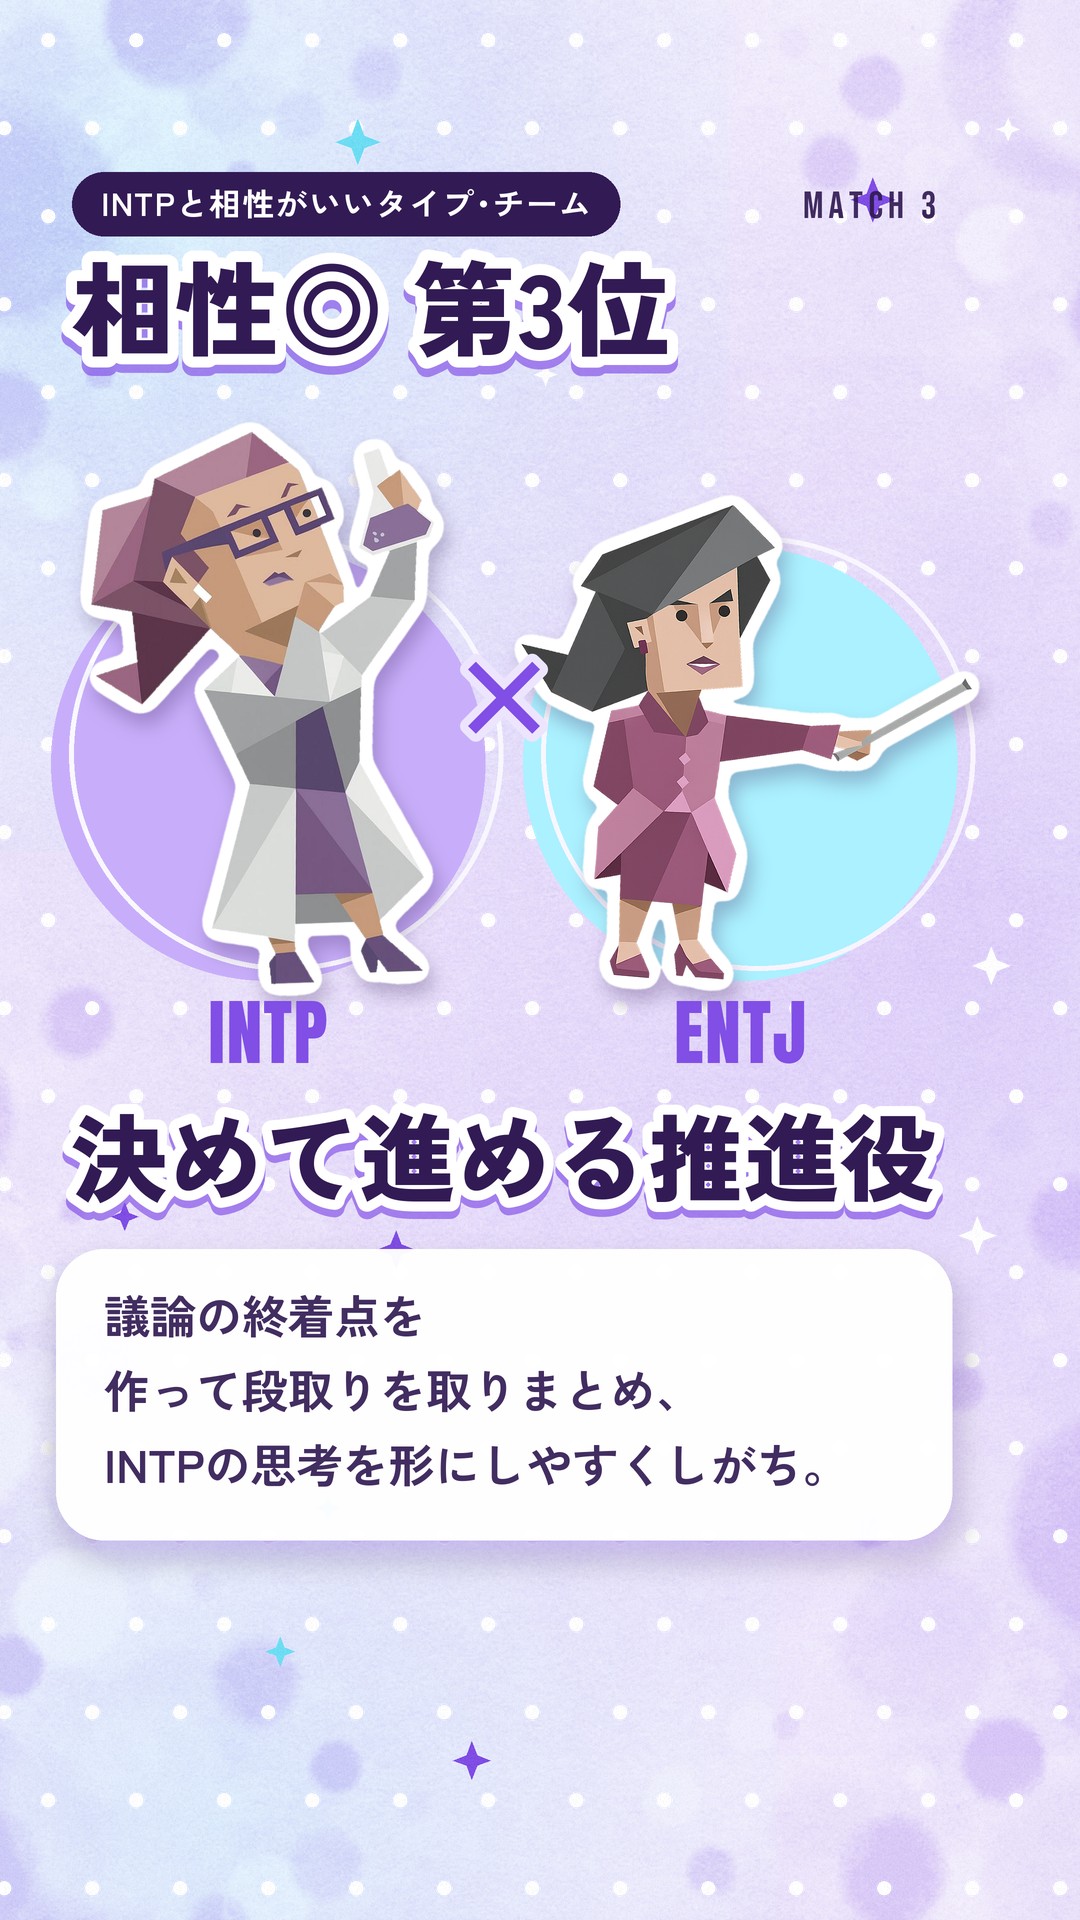 INTPと相性がいいタイプ・チーム
MATCH 3
相性◎ 第3位
×
INTP
ENTJ
決めて進める推進役
議論の終着点を
作って段取りを取りまとめ、
INTPの思考を形にしやすくしがち。